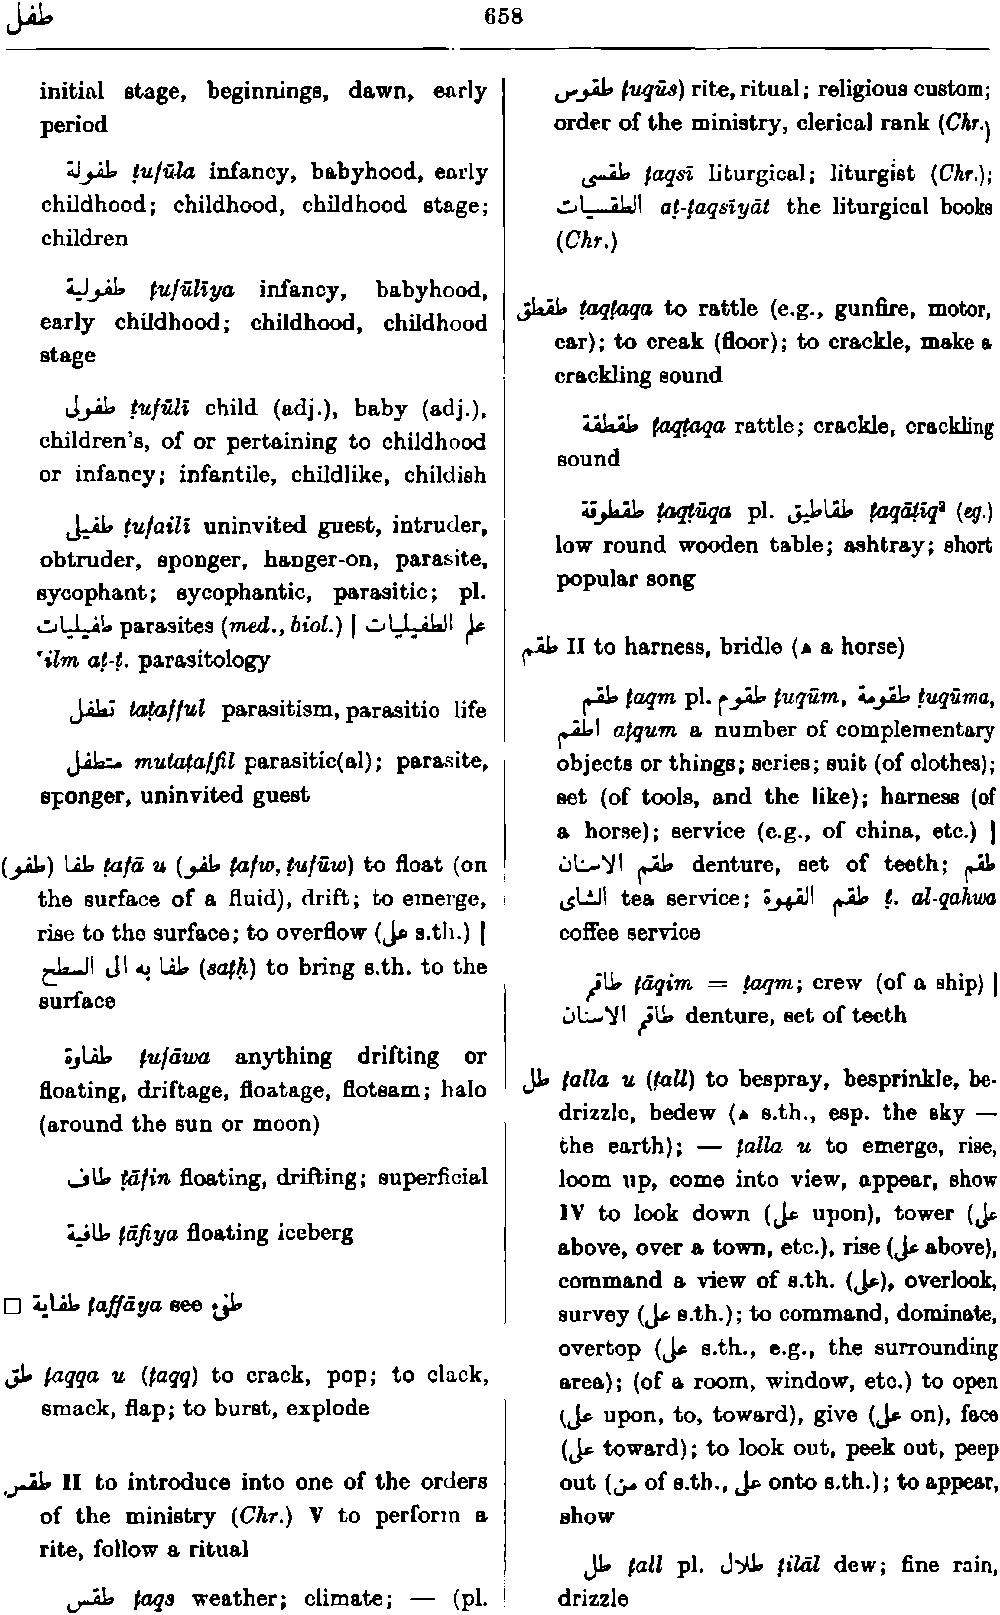 طفل
658
initial stage, beginnings, dawn, early
period
طفولة ṭufūla infancy, babyhood, early
childhood; childhood, childhood stage;
children
طفولية ṭufūlīya infancy, babyhood,
early childhood; childhood, childhood
stage
طفولى ṭufūlī child (adj.), baby (adj.),
children's, of or pertaining to childhood
or infancy; infantile, childlike, childish
طفيلى ṭufailī uninvited guest, intruder,
obtruder, sponger, hanger-on, parasite,
sycophant; sycophantic, parasitic; pl.
طفيليات parasites (med., biol.) | علم الطفيليات
'ilm aṭ-ṭ. parasitology
تطفل taṭafful parasitism, parasitic life
متطفل mutaṭaffil parasitic(al); parasite,
sponger, uninvited guest
(طفو) طفا ṭafā u (طفو ṭafw, ṭufūw) to float (on
the surface of a fluid), drift; to emerge,
rise to the surface; to overflow (على s.th.) |
طفا به الى السطح (saṭḥ) to bring s.th. to the
surface
طفاوة ṭufāwa anything drifting or
floating, driftage, floatage, flotsam; halo
(around the sun or moon)
طاف ṭāfin floating, drifting; superficial
طافية ṭāfiya floating iceberg
□ طفاية ṭaffāya see طفئ
طق ṭaqqa u (ṭaqq) to crack, pop; to clack,
smack, flap; to burst, explode
طقس II to introduce into one of the orders
of the ministry (Chr.) V to perform a
rite, follow a ritual
طقس ṭaqs weather; climate; — (pl.
طقوس ṭuqūs) rite, ritual; religious custom;
order of the ministry, clerical rank (Chr.)
طقسى ṭaqsī liturgical; liturgist (Chr.);
الطقسيات aṭ-ṭaqsīyāt the liturgical books
(Chr.)
طقطق ṭaqṭaqa to rattle (e.g., gunfire, motor,
car); to creak (floor); to crackle, make a
crackling sound
طقطقة ṭaqṭaqa rattle; crackle, crackling
sound
طقطوقة ṭaqṭūqa pl. طقاطيق ṭaqāṭīq² (eg.)
low round wooden table; ashtray; short
popular song
طقم II to harness, bridle (ه a horse)
طقم ṭaqm pl. طقوم ṭuqūm, طقومة ṭuqūma,
اطقم aṭqum a number of complementary
objects or things; series; suit (of clothes);
set (of tools, and the like); harness (of
a horse); service (e.g., of china, etc.) |
طقم الاسنان denture, set of teeth; طقم
الشاى tea service; طقم القهوة ṭ. al-qahwa
coffee service
طاقم ṭāqim = ṭaqm; crew (of a ship) |
طاقم الاسنان denture, set of teeth
طل ṭalla u (ṭall) to bespray, besprinkle, be-
drizzle, bedew (ه s.th., esp. the sky —
the earth); — ṭalla u to emerge, rise,
loom up, come into view, appear, show
IV to look down (على upon), tower (على
above, over a town, etc.), rise (على above),
command a view of s.th. (على), overlook,
survey (على s.th.); to command, dominate,
overtop (على s.th., e.g., the surrounding
area); (of a room, window, etc.) to open
(على upon, to, toward), give (على on), face
(على toward); to look out, peek out, peep
out (من of s.th., على onto s.th.); to appear,
show
طل ṭall pl. طلال ṭilāl dew; fine rain,
drizzle